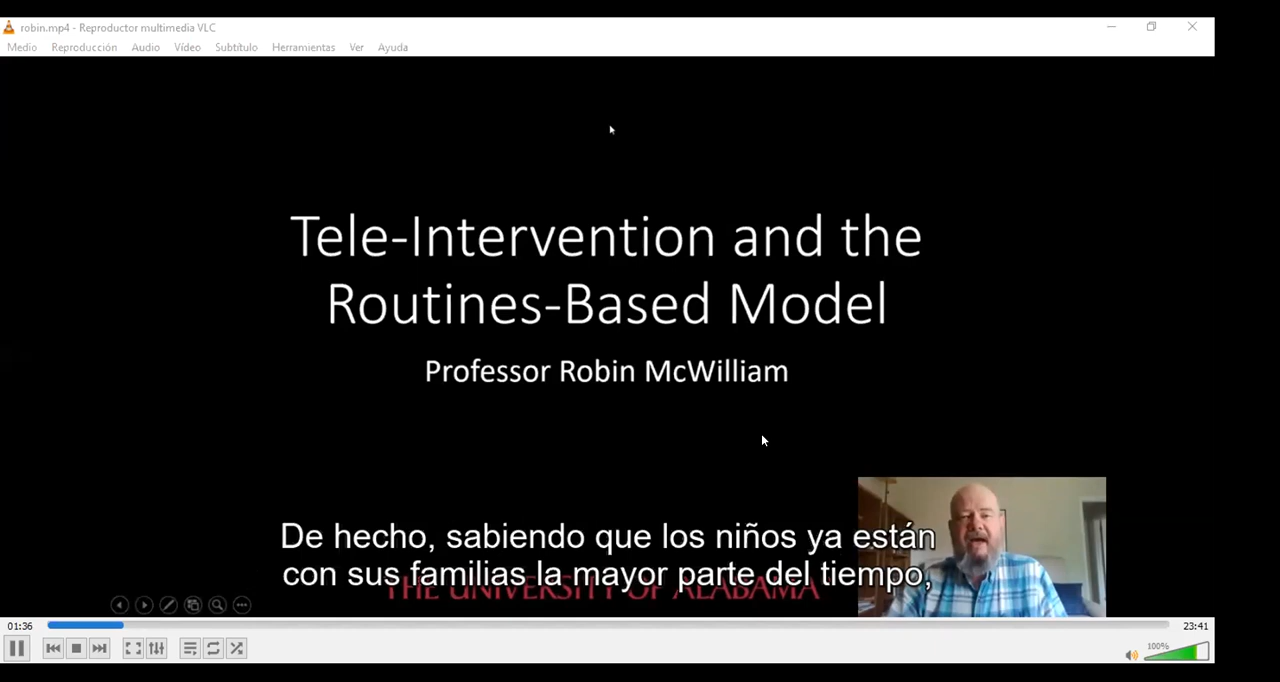 robin.mp4 - Reproductor multimedia VLC
Medio Reproducción Audio Vídeo Subtítulo Herramientas Ver Ayuda
Tele-Intervention and the
Routines-Based Model
Professor Robin McWilliam
De hecho, sabiendo que los niños ya están
con sus familias la mayor parte del tiempo,
THE UNIVERSITY OF ALABAMA
01:36
23:41
100%